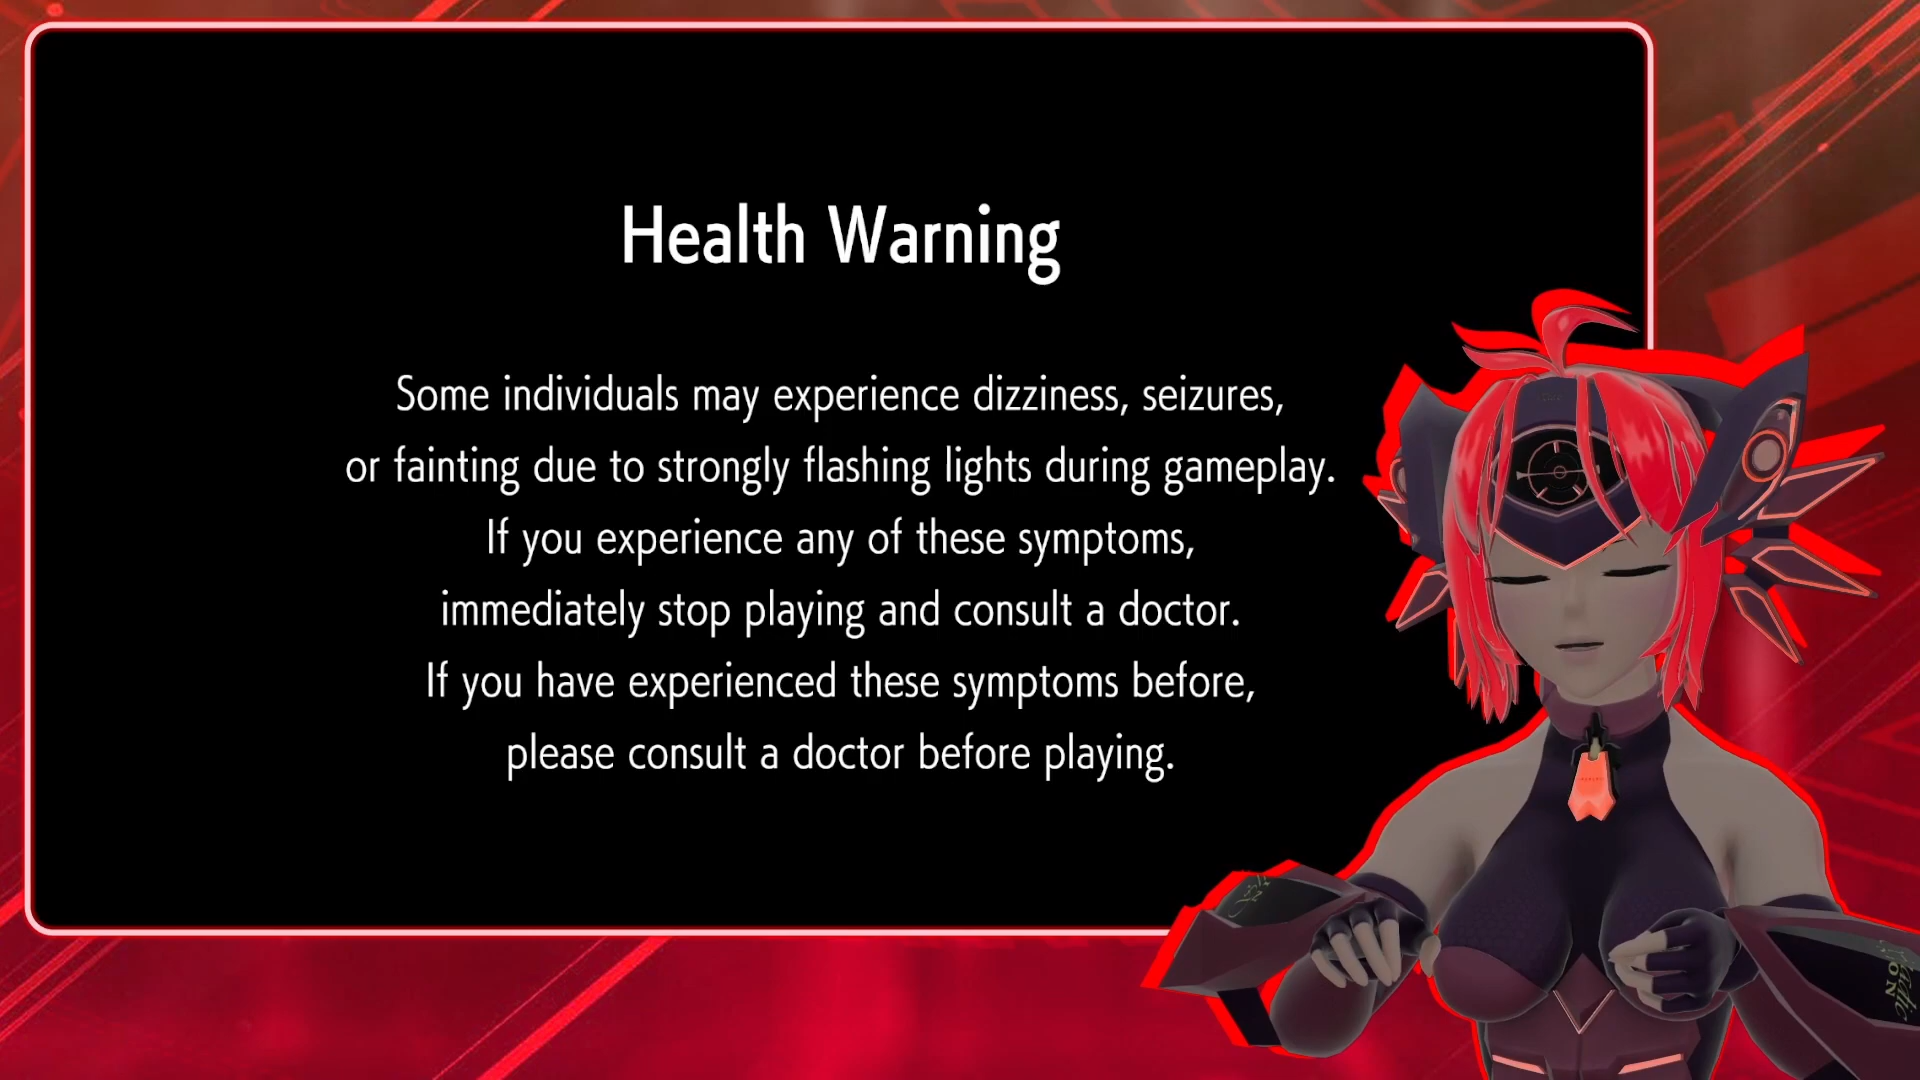 Health Warning
Some individuals may experience dizziness, seizures,
or fainting due to strongly flashing lights during gameplay.
If you experience any of these symptoms,
immediately stop playing and consult a doctor.
If you have experienced these symptoms before,
please consult a doctor before playing.